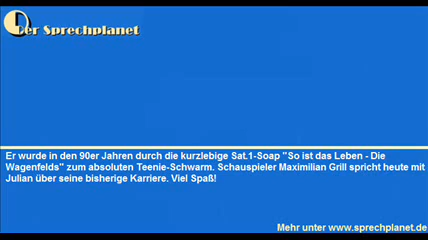 Der Sprechplanet
Er wurde in den 90er Jahren durch die kurzlebige Sat.1-Soap "So ist das Leben - Die
Wagenfelds" zum absoluten Teenie-Schwarm. Schauspieler Maximilian Grill spricht heute mit
Julian über seine bisherige Karriere. Viel Spaß!
Mehr unter www.sprechplanet.de